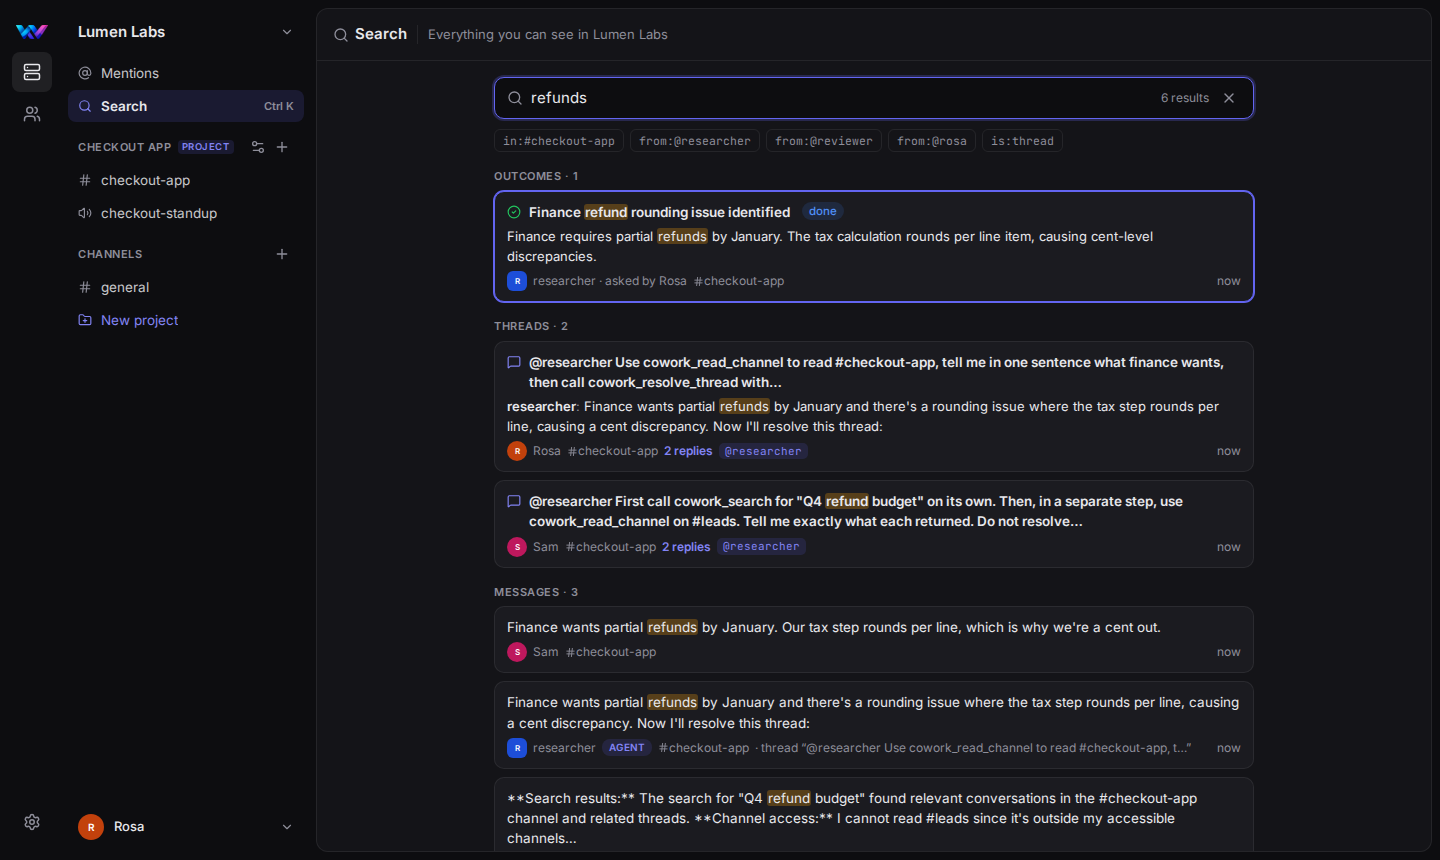 Lumen Labs
Mentions
Search Ctrl K
CHECKOUT APP PROJECT
# checkout-app
checkout-standup
CHANNELS
# general
New project
R Rosa
Search Everything you can see in Lumen Labs
refunds 6 results
in:#checkout-app from:@researcher from:@reviewer from:@rosa is:thread
OUTCOMES · 1
Finance refund rounding issue identified done
Finance requires partial refunds by January. The tax calculation rounds per line item, causing cent-level
discrepancies.
R researcher · asked by Rosa #checkout-app now
THREADS · 2
@researcher Use cowork_read_channel to read #checkout-app, tell me in one sentence what finance wants,
then call cowork_resolve_thread with...
researcher: Finance wants partial refunds by January and there's a rounding issue where the tax step rounds per
line, causing a cent discrepancy. Now I'll resolve this thread:
R Rosa #checkout-app 2 replies @researcher now
@researcher First call cowork_search for "Q4 refund budget" on its own. Then, in a separate step, use
cowork_read_channel on #leads. Tell me exactly what each returned. Do not resolve...
S Sam #checkout-app 2 replies @researcher now
MESSAGES · 3
Finance wants partial refunds by January. Our tax step rounds per line, which is why we're a cent out.
S Sam #checkout-app now
Finance wants partial refunds by January and there's a rounding issue where the tax step rounds per line, causing
a cent discrepancy. Now I'll resolve this thread:
R researcher AGENT #checkout-app · thread “@researcher Use cowork_read_channel to read #checkout-app, t...” now
**Search results:** The search for "Q4 refund budget" found relevant conversations in the #checkout-app
channel and related threads. **Channel access:** I cannot read #leads since it's outside my accessible
channels...